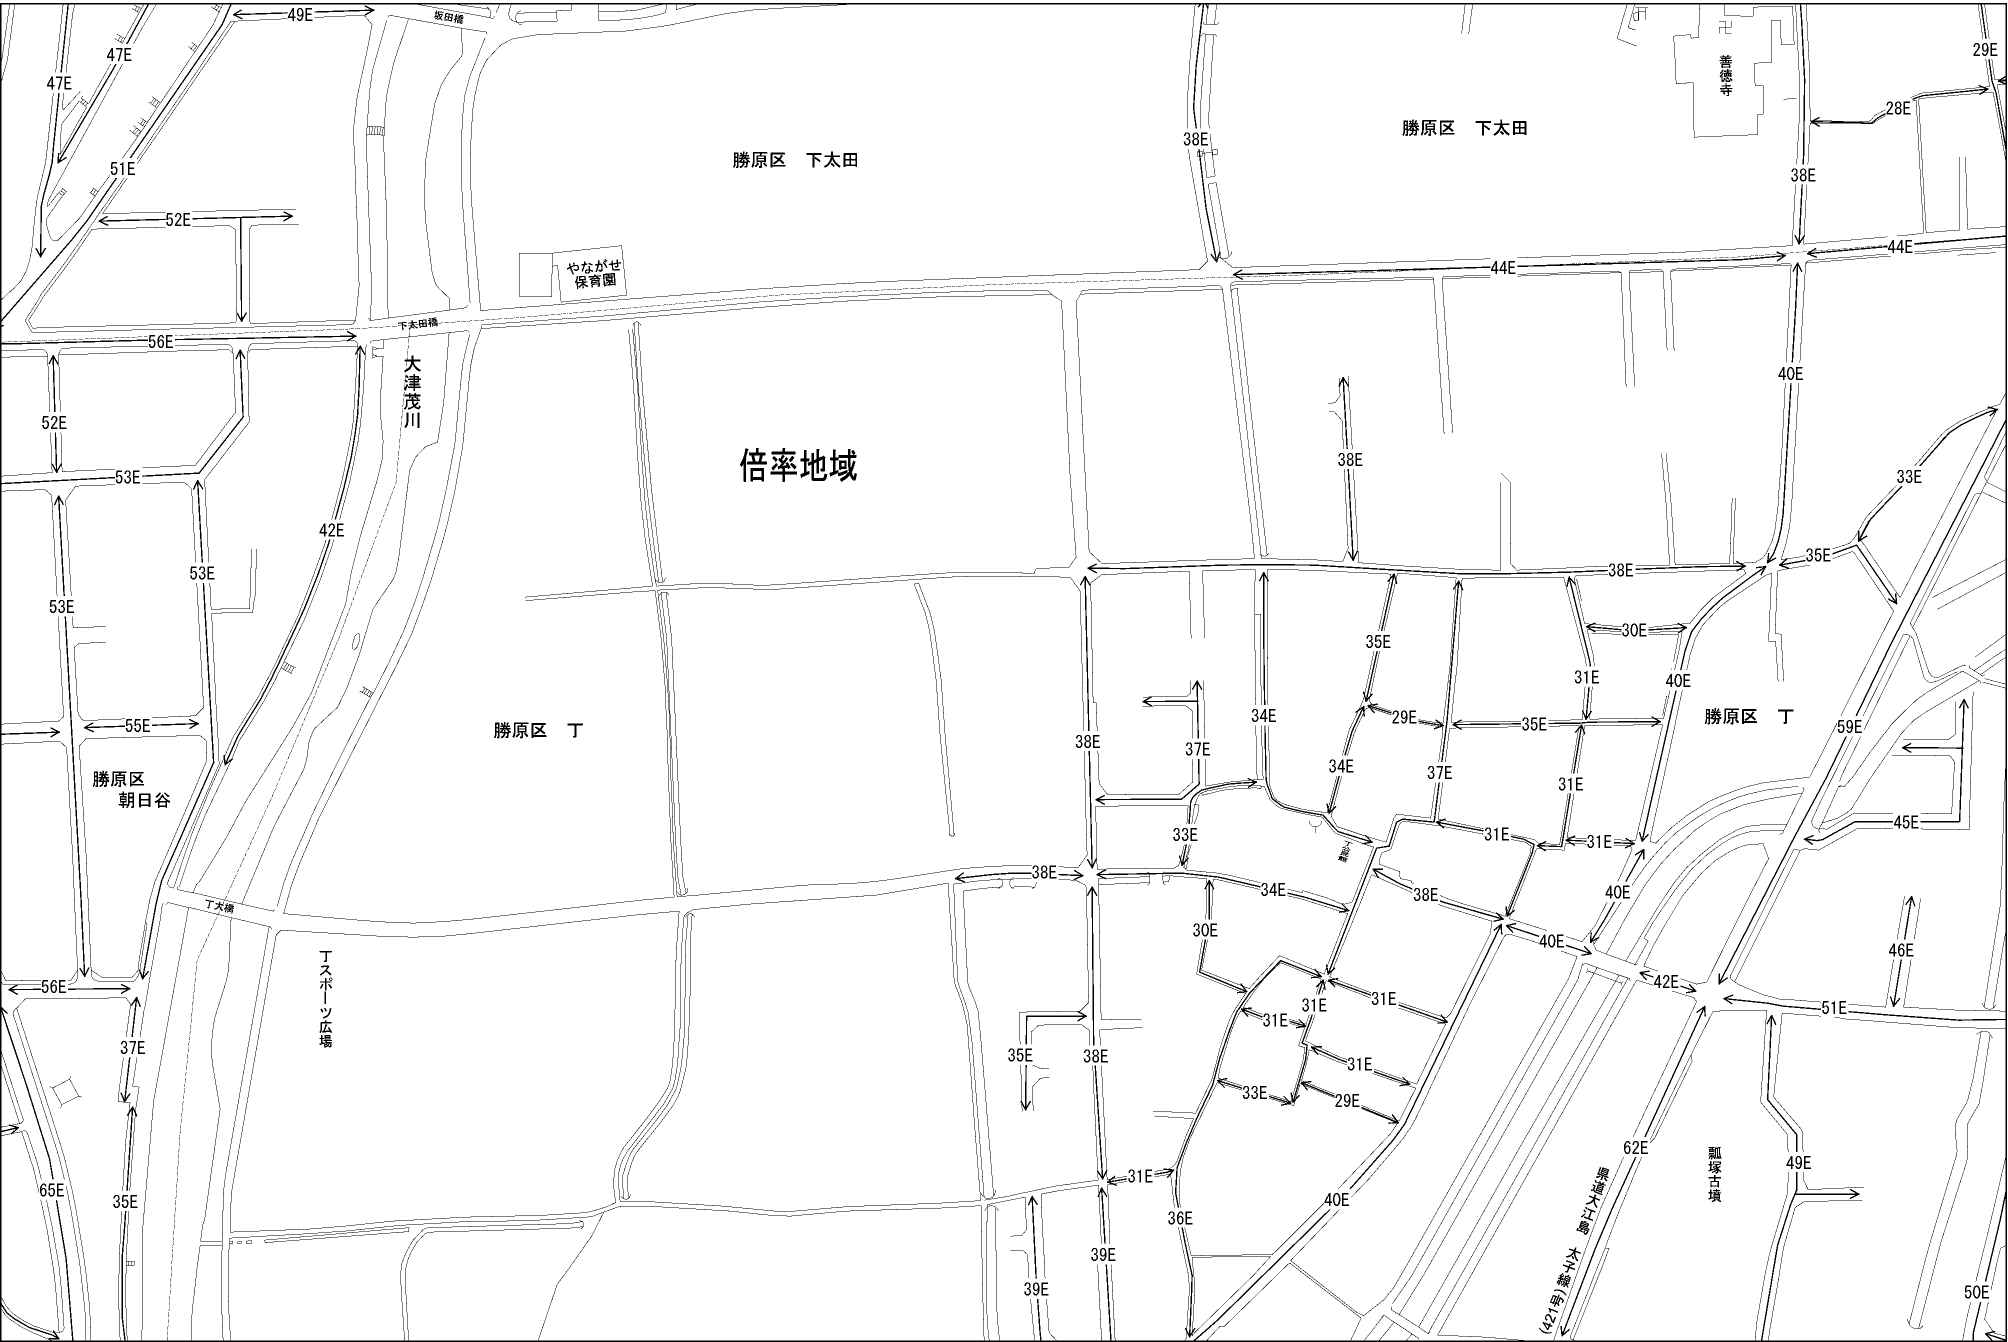 49E
坂田橋
47E
47E
29E
善徳寺
28E
38E
勝原区 下太田
勝原区 下太田
51E
38E
52E
44E
44E
やながせ
保育園
下太田橋
56E
大津茂川
40E
52E
倍率地域
38E
53E
33E
42E
35E
53E
38E
53E
30E
35E
31E
40E
34E
29E
35E
勝原区 丁
勝原区 丁
55E
59E
38E
37E
34E
37E
勝原区
朝日谷
31E
45E
33E
31E
31E
38E
34E
38E
40E
丁大橋
30E
40E
46E
丁スポーツ広場
56E
42E
31E
31E
51E
31E
37E
35E
38E
31E
33E
29E
62E
瓢塚古墳
49E
65E
31E
35E
40E
36E
県道大江島 太子線
(421号)
39E
39E
50E